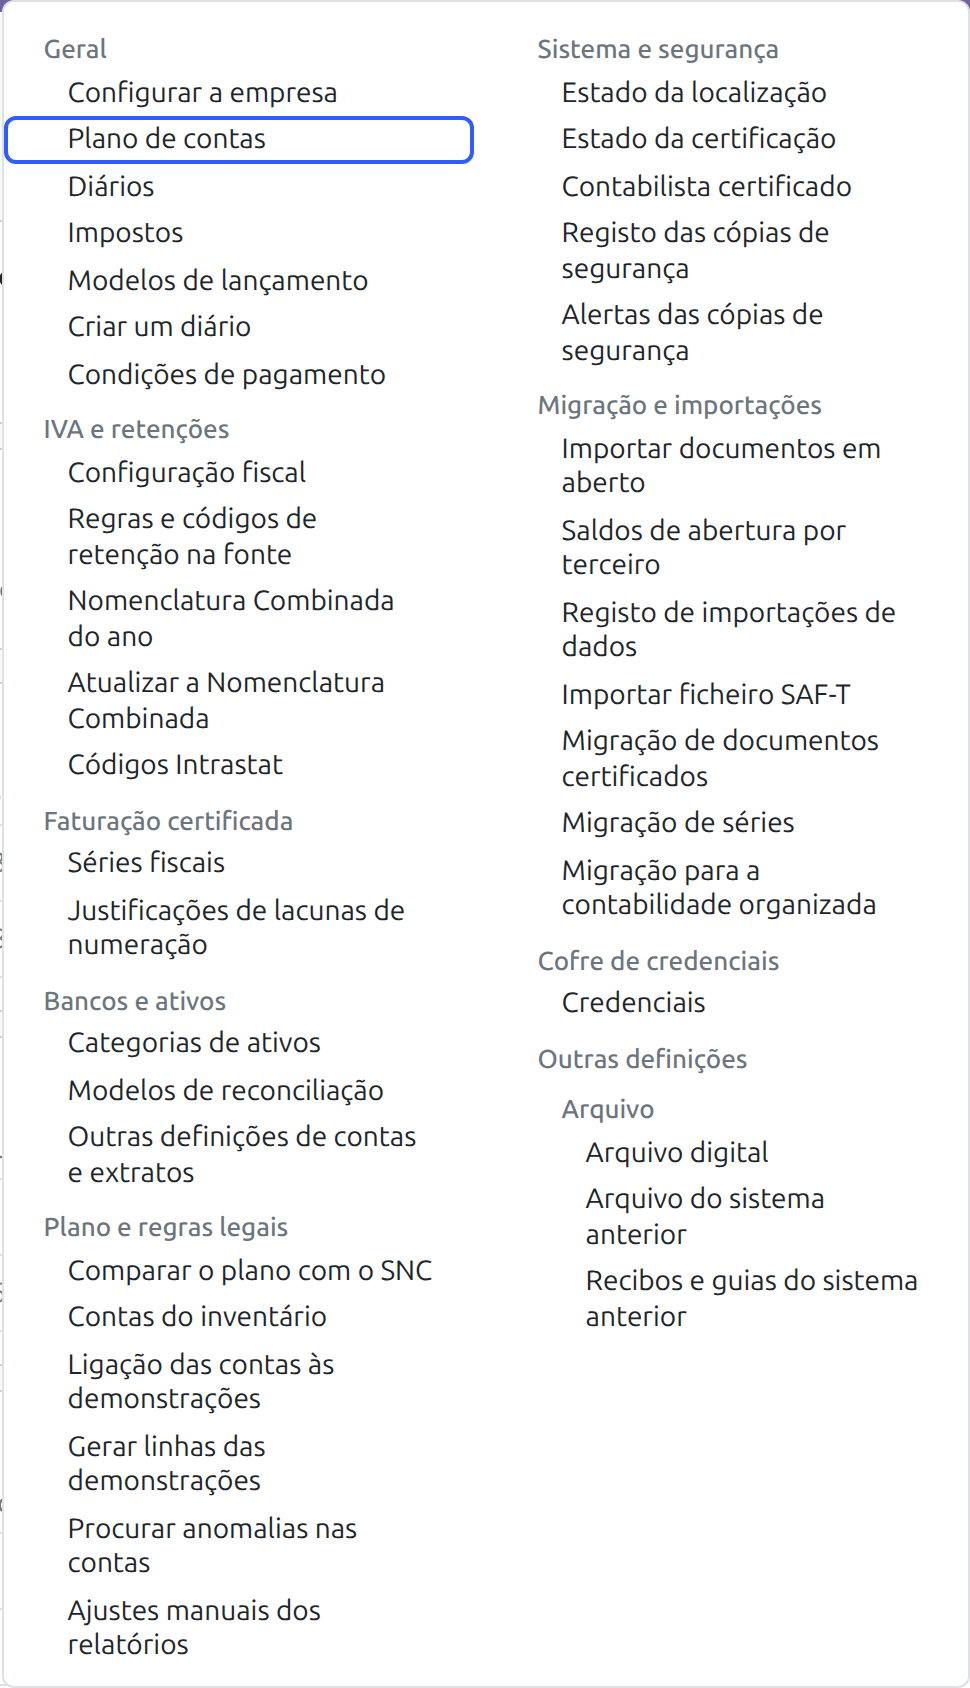 Geral
Configurar a empresa
Plano de contas
Diários
Impostos
Modelos de lançamento
Criar um diário
Condições de pagamento
IVA e retenções
Configuração fiscal
Regras e códigos de
retenção na fonte
Nomenclatura Combinada
do ano
Atualizar a Nomenclatura
Combinada
Códigos Intrastat
Faturação certificada
Séries fiscais
Justificações de lacunas de
numeração
Bancos e ativos
Categorias de ativos
Modelos de reconciliação
Outras definições de contas
e extratos
Plano e regras legais
Comparar o plano com o SNC
Contas do inventário
Ligação das contas às
demonstrações
Gerar linhas das
demonstrações
Procurar anomalias nas
contas
Ajustes manuais dos
relatórios
Sistema e segurança
Estado da localização
Estado da certificação
Contabilista certificado
Registo das cópias de
segurança
Alertas das cópias de
segurança
Migração e importações
Importar documentos em
aberto
Saldos de abertura por
terceiro
Registo de importações de
dados
Importar ficheiro SAF-T
Migração de documentos
certificados
Migração de séries
Migração para a
contabilidade organizada
Cofre de credenciais
Credenciais
Outras definições
Arquivo
Arquivo digital
Arquivo do sistema
anterior
Recibos e guias do sistema
anterior